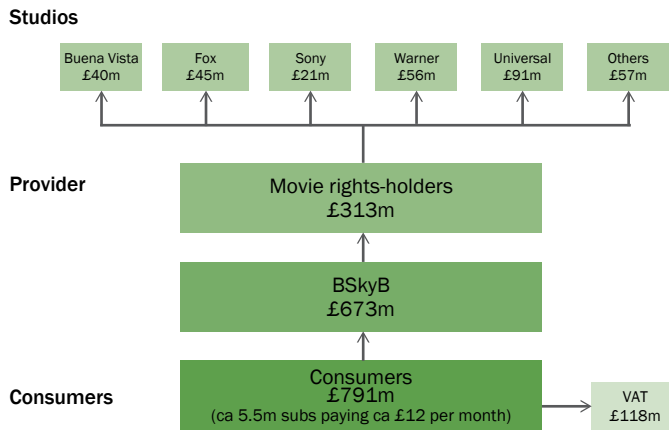 Studios
Buena Vista
£40m
Fox
£45m
Sony
£21m
Warner
£56m
Universal
£91m
Others
£57m
Provider
Movie rights-holders
£313m
BSkyB
£673m
Consumers
Consumers
£791m
(ca 5.5m subs paying ca £12 per month)
VAT
£118m